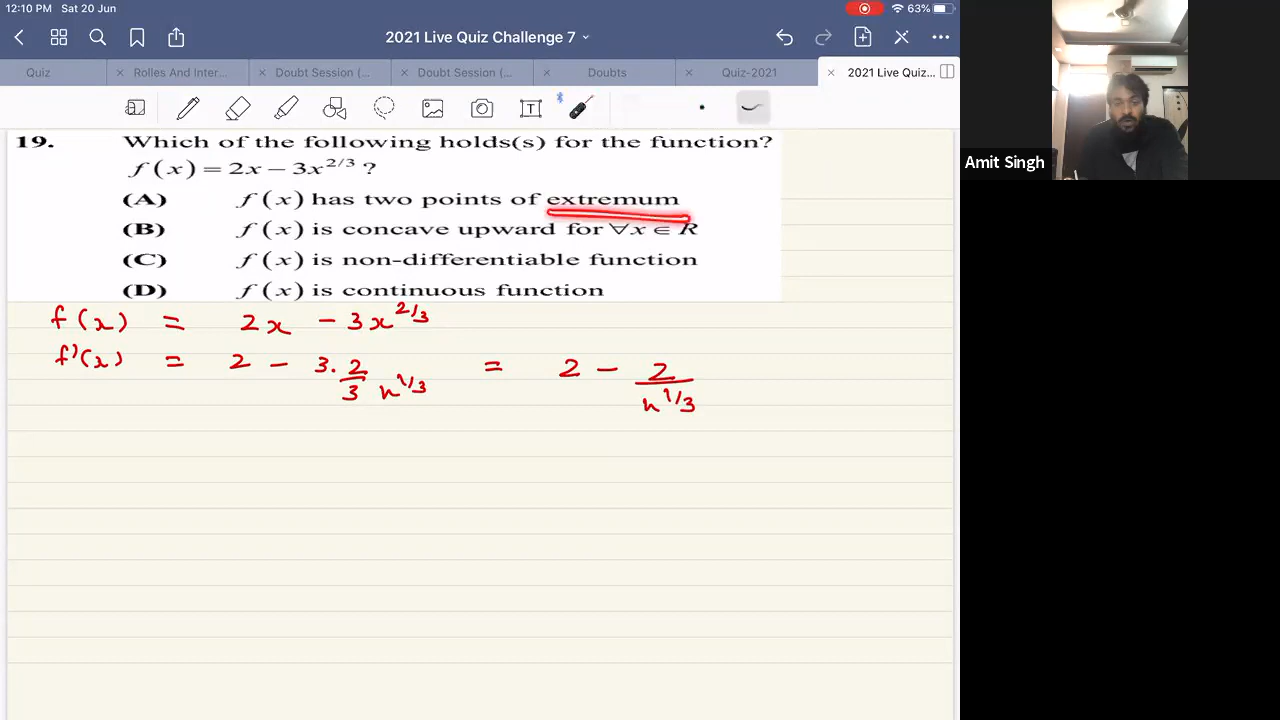 12:10 PM Sat 20 Jun
63%
2021 Live Quiz Challenge 7
Quiz
Rolles And Inter...
Doubt Session (...
Doubt Session (...
Doubts
Quiz-2021
2021 Live Quiz...
T
19. Which of the following holds(s) for the function?
f(x) = 2x − 3x^{2/3} ?
(A) f(x) has two points of extremum
(B) f(x) is concave upward for ∀x ∈ R
(C) f(x) is non-differentiable function
(D) f(x) is continuous function
f(x) = 2x − 3x^{2/3}
f'(x) = 2 − 3·2/3 x^{1/3} = 2 − 2/x^{1/3}
Amit Singh